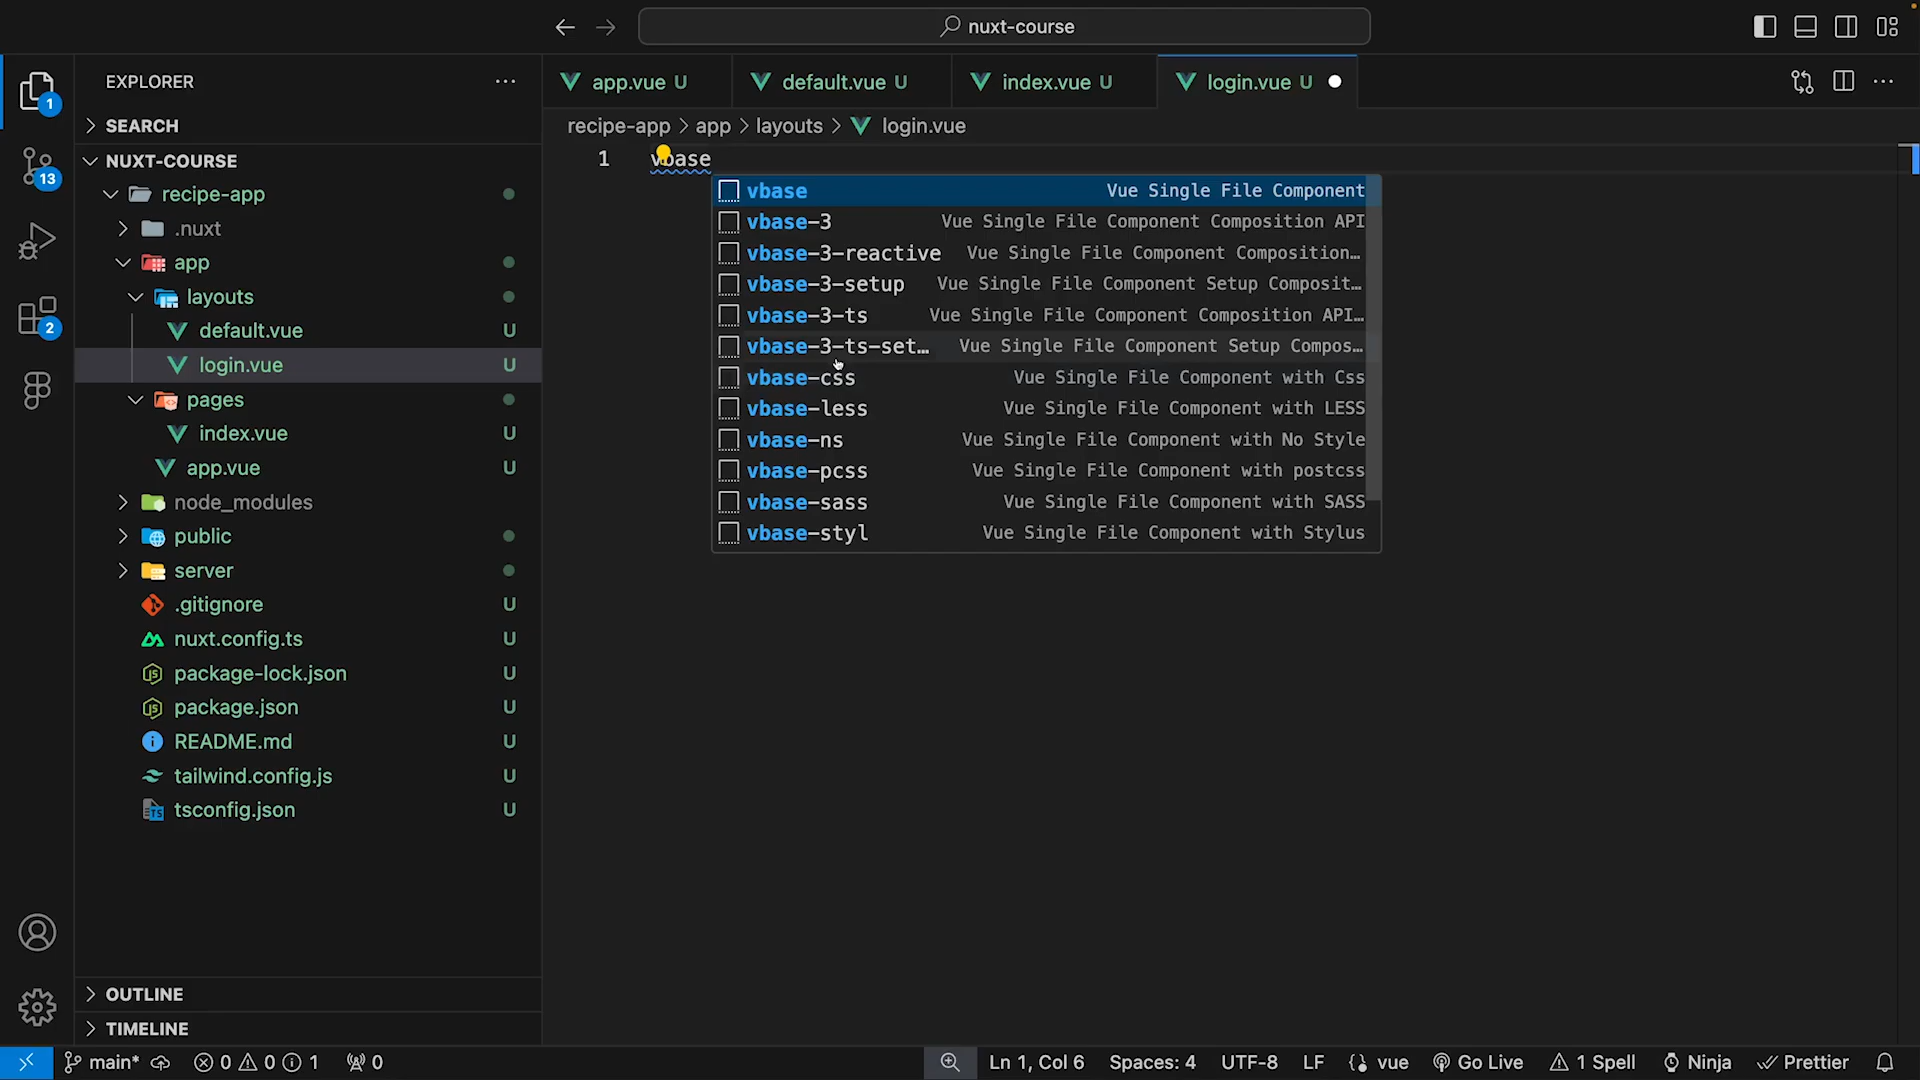 nuxt-course
EXPLORER
SEARCH
NUXT-COURSE
recipe-app
.nuxt
app
layouts
default.vue U
login.vue U
pages
index.vue U
app.vue U
node_modules
public
server
.gitignore U
nuxt.config.ts U
package-lock.json U
package.json U
README.md U
tailwind.config.js U
tsconfig.json U
OUTLINE
TIMELINE
1
13
2
app.vue U
default.vue U
index.vue U
login.vue U
recipe-app > app > layouts > login.vue
1 vbase
vbase Vue Single File Component
vbase-3 Vue Single File Component Composition API
vbase-3-reactive Vue Single File Component Composition…
vbase-3-setup Vue Single File Component Setup Composit…
vbase-3-ts Vue Single File Component Composition API…
vbase-3-ts-set… Vue Single File Component Setup Compos…
vbase-css Vue Single File Component with Css
vbase-less Vue Single File Component with LESS
vbase-ns Vue Single File Component with No Style
vbase-pcss Vue Single File Component with postcss
vbase-sass Vue Single File Component with SASS
vbase-styl Vue Single File Component with Stylus
main* 0 0 1 0 Ln 1, Col 6 Spaces: 4 UTF-8 LF vue Go Live 1 Spell Ninja Prettier